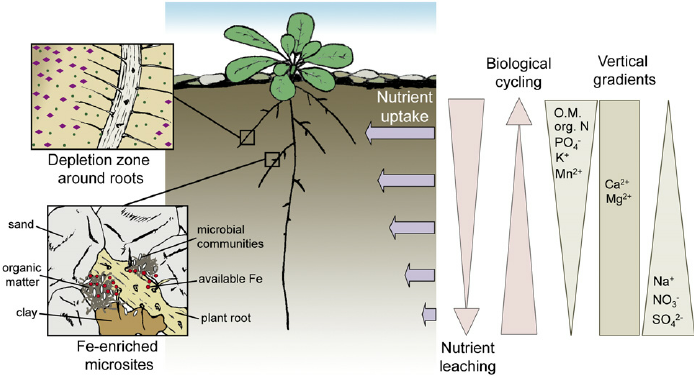 Depletion zone
around roots
sand
organic
matter
clay
microbial
communities
available Fe
plant root
Fe-enriched
microsites
Nutrient
uptake
Nutrient
leaching
Biological
cycling
Vertical
gradients
O.M.
org. N
PO₄⁻
K⁺
Mn²⁺
Ca²⁺
Mg²⁺
Na⁺
NO₃⁻
SO₄²⁻